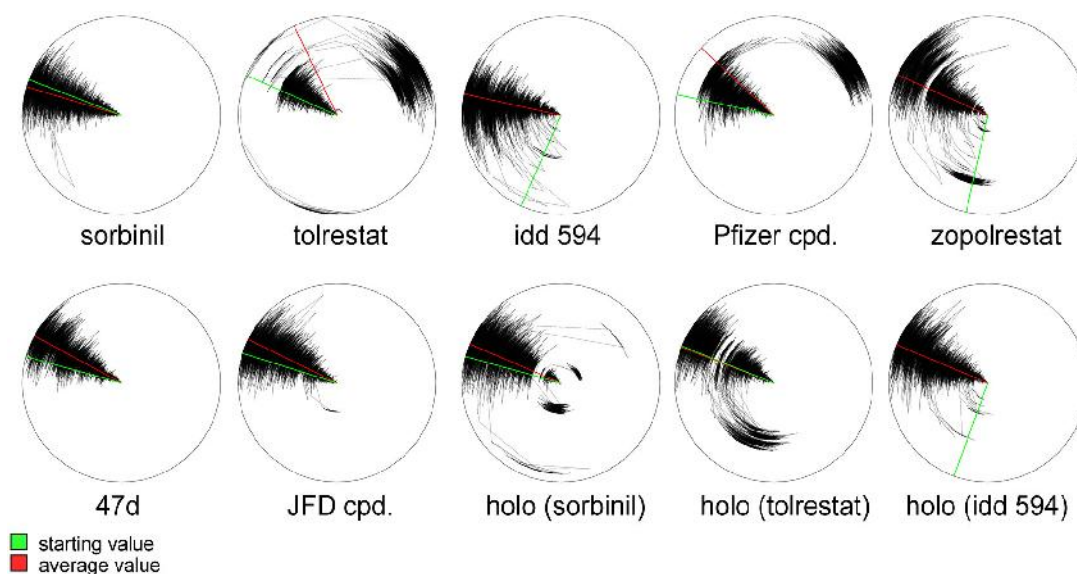 sorbinil tolrestat idd 594 Pfizer cpd. zopolrestat
47d JFD cpd. holo (sorbinil) holo (tolrestat) holo (idd 594)
starting value
average value